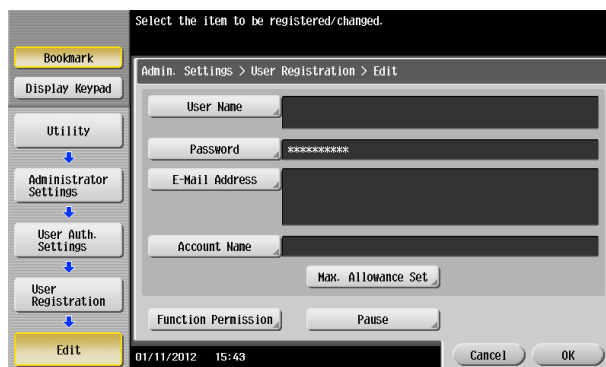 Select the item to be registered/changed.
Bookmark
Display Keypad
Utility
Administrator
Settings
User Auth.
Settings
User
Registration
Edit
Admin. Settings > User Registration > Edit
User Name
Password
**********
E-Mail Address
Account Name
Max. Allowance Set
Function Permission
Pause
01/11/2012 15:43
Cancel
OK